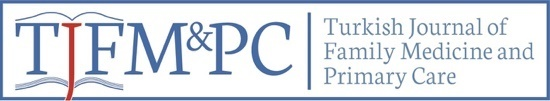 TJFM&PC
Turkish Journal of
Family Medicine and
Primary Care